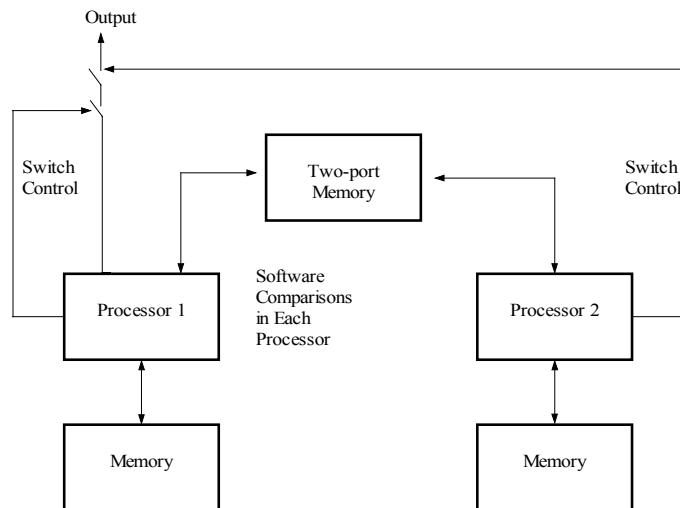 Output
Switch
Control
Two-port
Memory
Switch
Control
Software
Comparisons
in Each
Processor
Processor 1
Processor 2
Memory
Memory